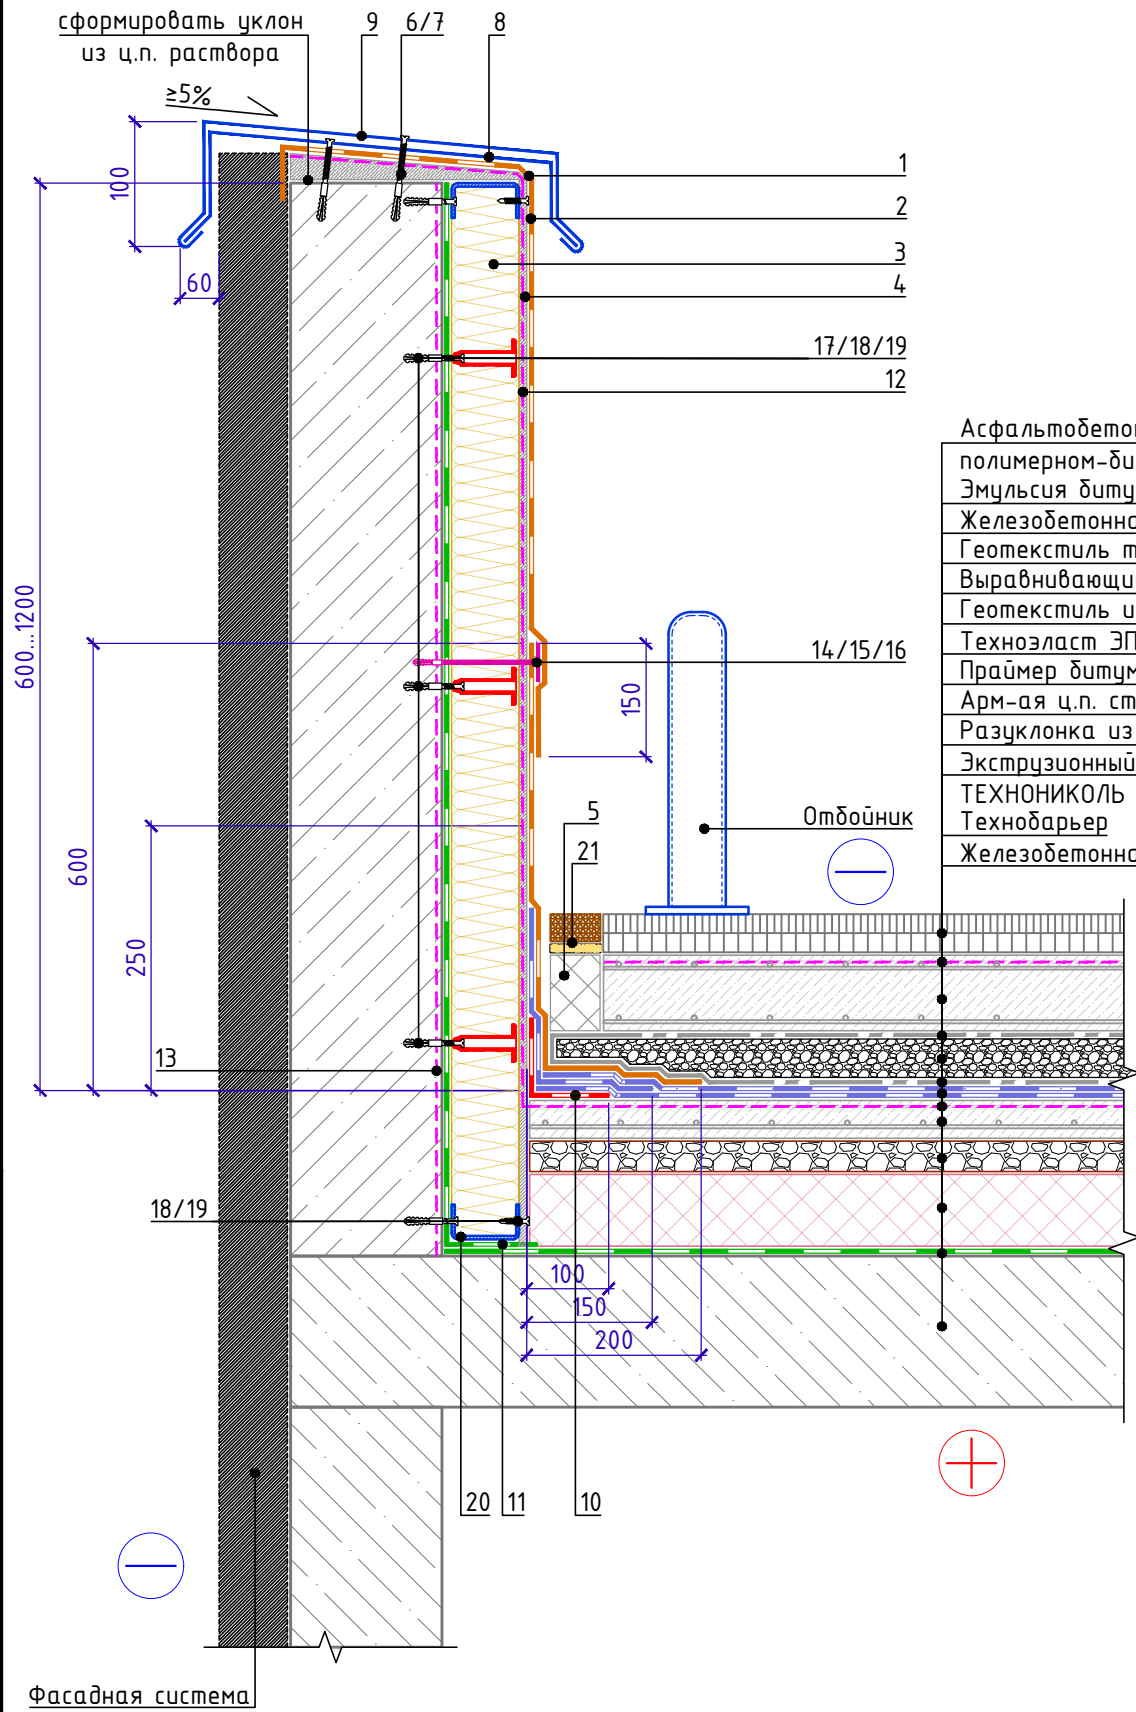 сформировать уклон
из ц.п. раствора
9
6/7
8
≥5%
100
60
1
2
3
4
17/18/19
12
600...1200
600
250
150
14/15/16
Отбойник
5
21
13
18/19
100
150
200
20
11
10
Фасадная система
Асфальтобетон
полимерном-би
Эмульсия биту
Железобетонна
Геотекстиль т
Выравнивающи
Геотекстиль и
Техноэласт ЭП
Праймер битум
Арм-ая ц.п. ст
Разуклонка из
Экструзионный
ТЕХНОНИКОЛЬ
Технобарьер
Железобетонна